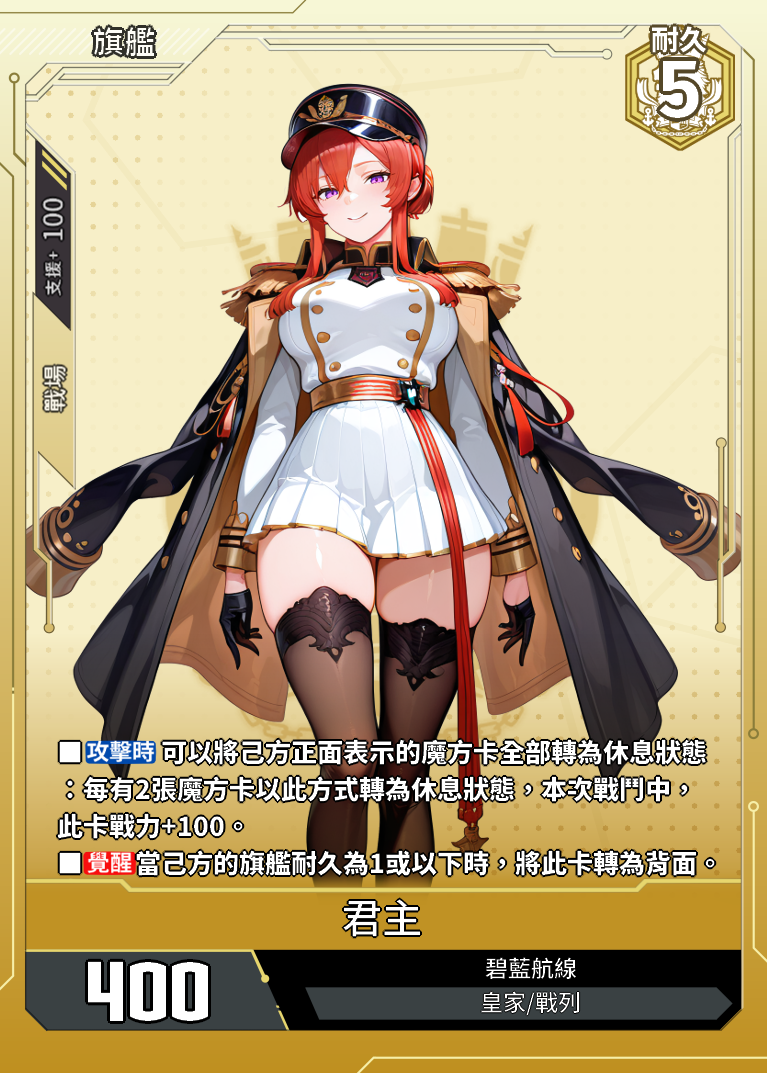 旗艦
耐久
5
支援+ 100
戰場
■攻擊時 可以將己方正面表示的魔方卡全部轉為休息狀態
：每有2張魔方卡以此方式轉為休息狀態，本次戰鬥中，
此卡戰力+100。
■覺醒當己方的旗艦耐久為1或以下時，將此卡轉為背面。
君主
400
碧藍航線
皇家/戰列